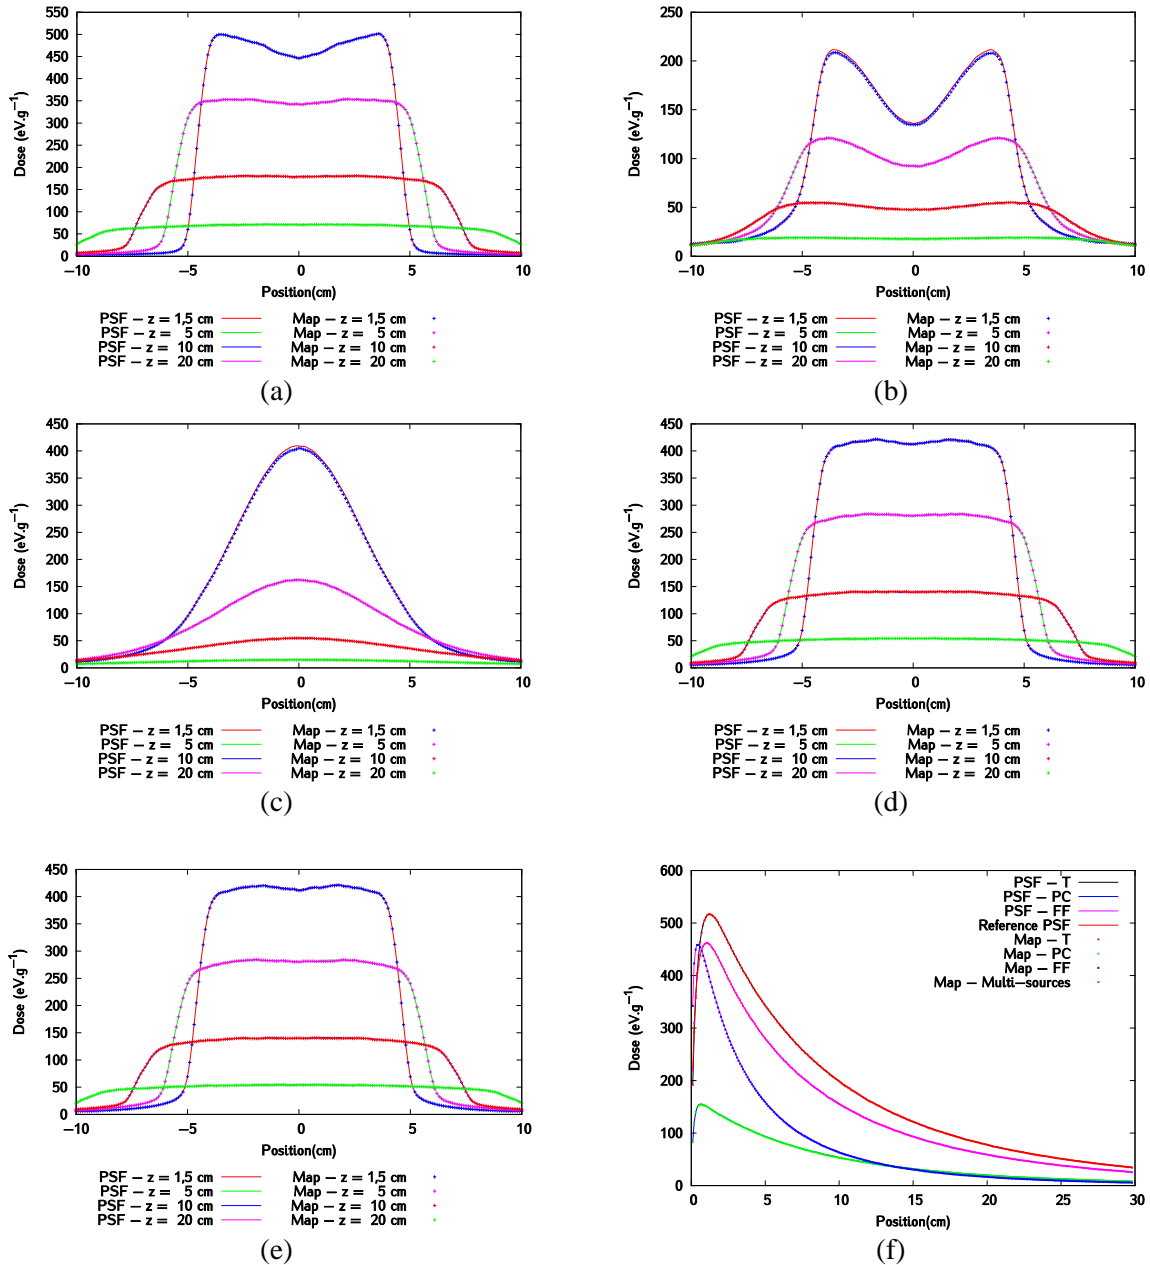 550
500
450
400
350
300
250
200
150
100
50
0
Dose (eV.g−1)
−10 −5 0 5 10
Position(cm)
PSF − z = 1,5 cm Map − z = 1,5 cm
PSF − z = 5 cm Map − z = 5 cm
PSF − z = 10 cm Map − z = 10 cm
PSF − z = 20 cm Map − z = 20 cm
(a)
250
200
150
100
50
0
Dose (eV.g−1)
−10 −5 0 5 10
Position(cm)
PSF − z = 1,5 cm Map − z = 1,5 cm
PSF − z = 5 cm Map − z = 5 cm
PSF − z = 10 cm Map − z = 10 cm
PSF − z = 20 cm Map − z = 20 cm
(b)
450
400
350
300
250
200
150
100
50
0
Dose (eV.g−1)
−10 −5 0 5 10
Position(cm)
PSF − z = 1,5 cm Map − z = 1,5 cm
PSF − z = 5 cm Map − z = 5 cm
PSF − z = 10 cm Map − z = 10 cm
PSF − z = 20 cm Map − z = 20 cm
(c)
450
400
350
300
250
200
150
100
50
0
Dose (eV.g−1)
−10 −5 0 5 10
Position(cm)
PSF − z = 1,5 cm Map − z = 1,5 cm
PSF − z = 5 cm Map − z = 5 cm
PSF − z = 10 cm Map − z = 10 cm
PSF − z = 20 cm Map − z = 20 cm
(d)
450
400
350
300
250
200
150
100
50
0
Dose (eV.g−1)
−10 −5 0 5 10
Position(cm)
PSF − z = 1,5 cm Map − z = 1,5 cm
PSF − z = 5 cm Map − z = 5 cm
PSF − z = 10 cm Map − z = 10 cm
PSF − z = 20 cm Map − z = 20 cm
(e)
600
500
400
300
200
100
0
Dose (eV.g−1)
PSF − T
PSF − PC
PSF − FF
Reference PSF
Map − T
Map − PC
Map − FF
Map − Multi−sources
0 5 10 15 20 25 30
Position(cm)
(f)